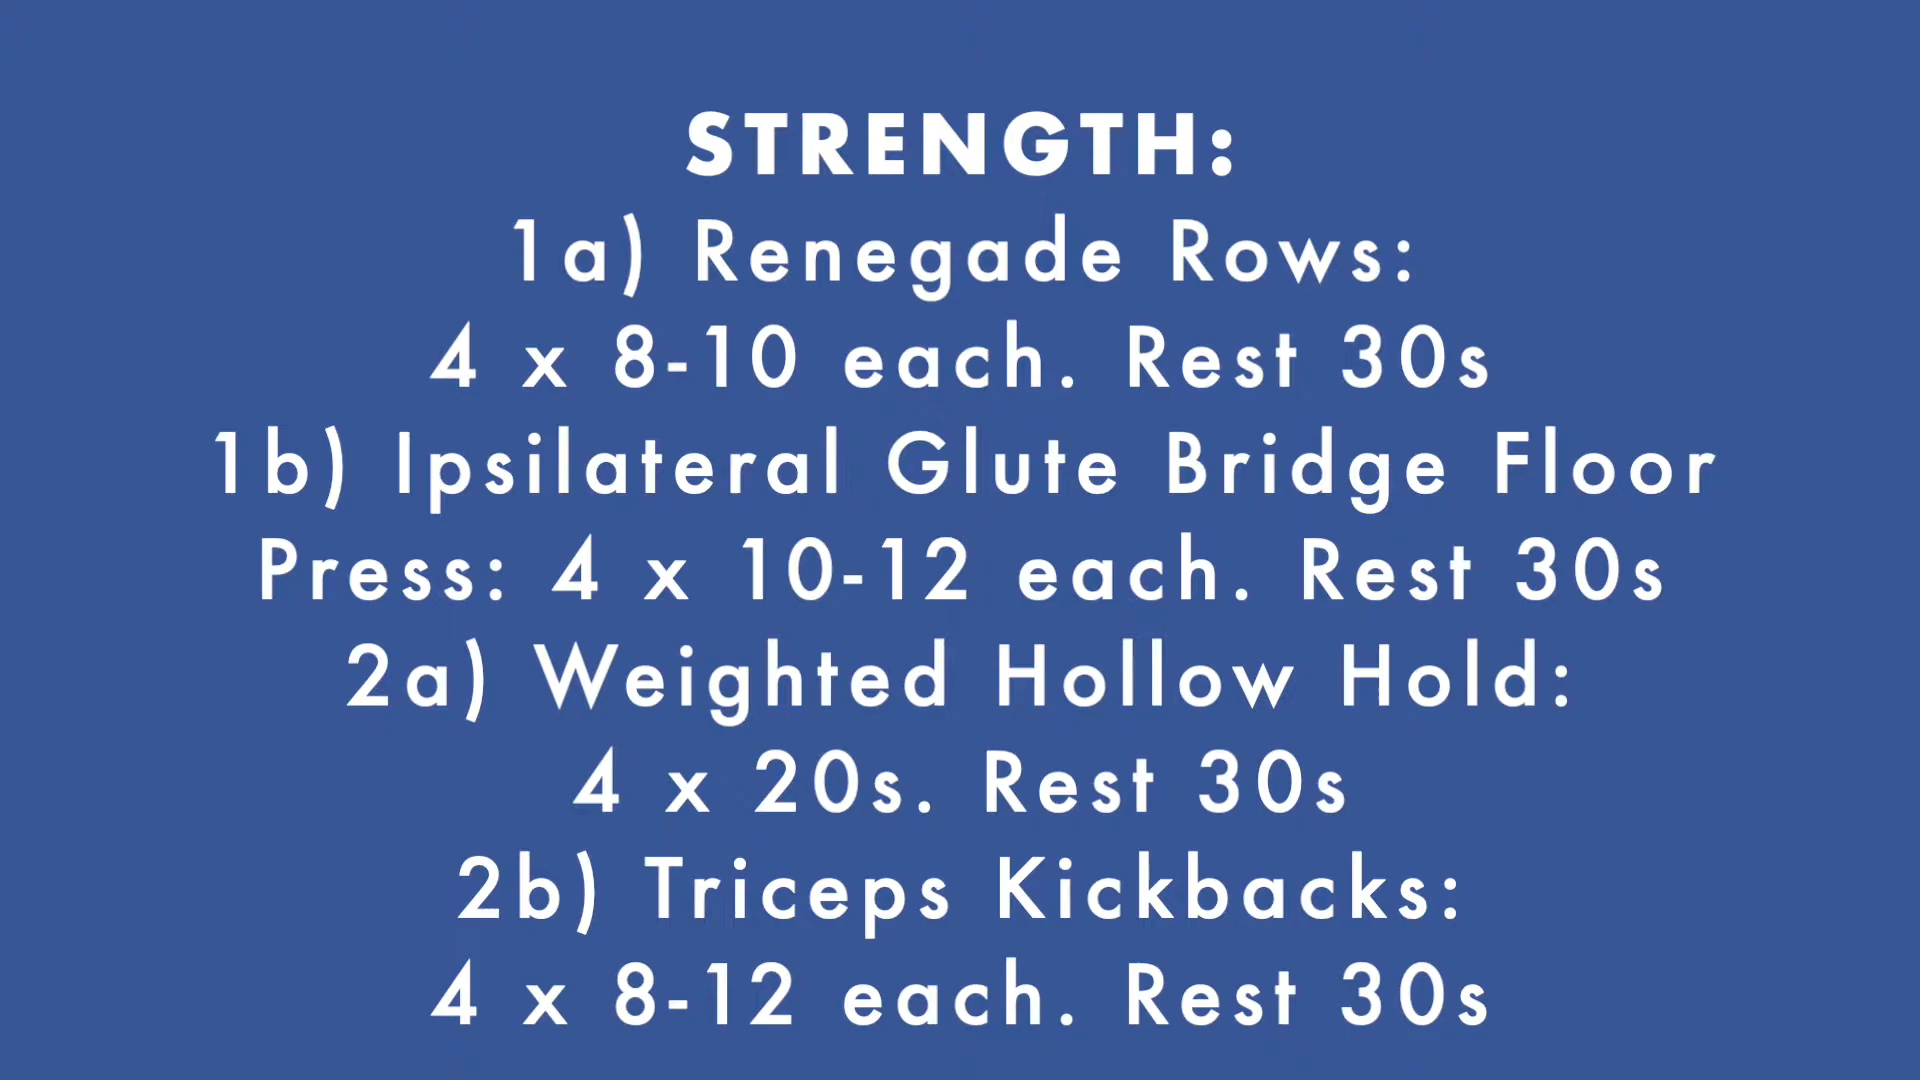 STRENGTH:
1a) Renegade Rows:
4 x 8-10 each. Rest 30s
1b) Ipsilateral Glute Bridge Floor
Press: 4 x 10-12 each. Rest 30s
2a) Weighted Hollow Hold:
4 x 20s. Rest 30s
2b) Triceps Kickbacks:
4 x 8-12 each. Rest 30s